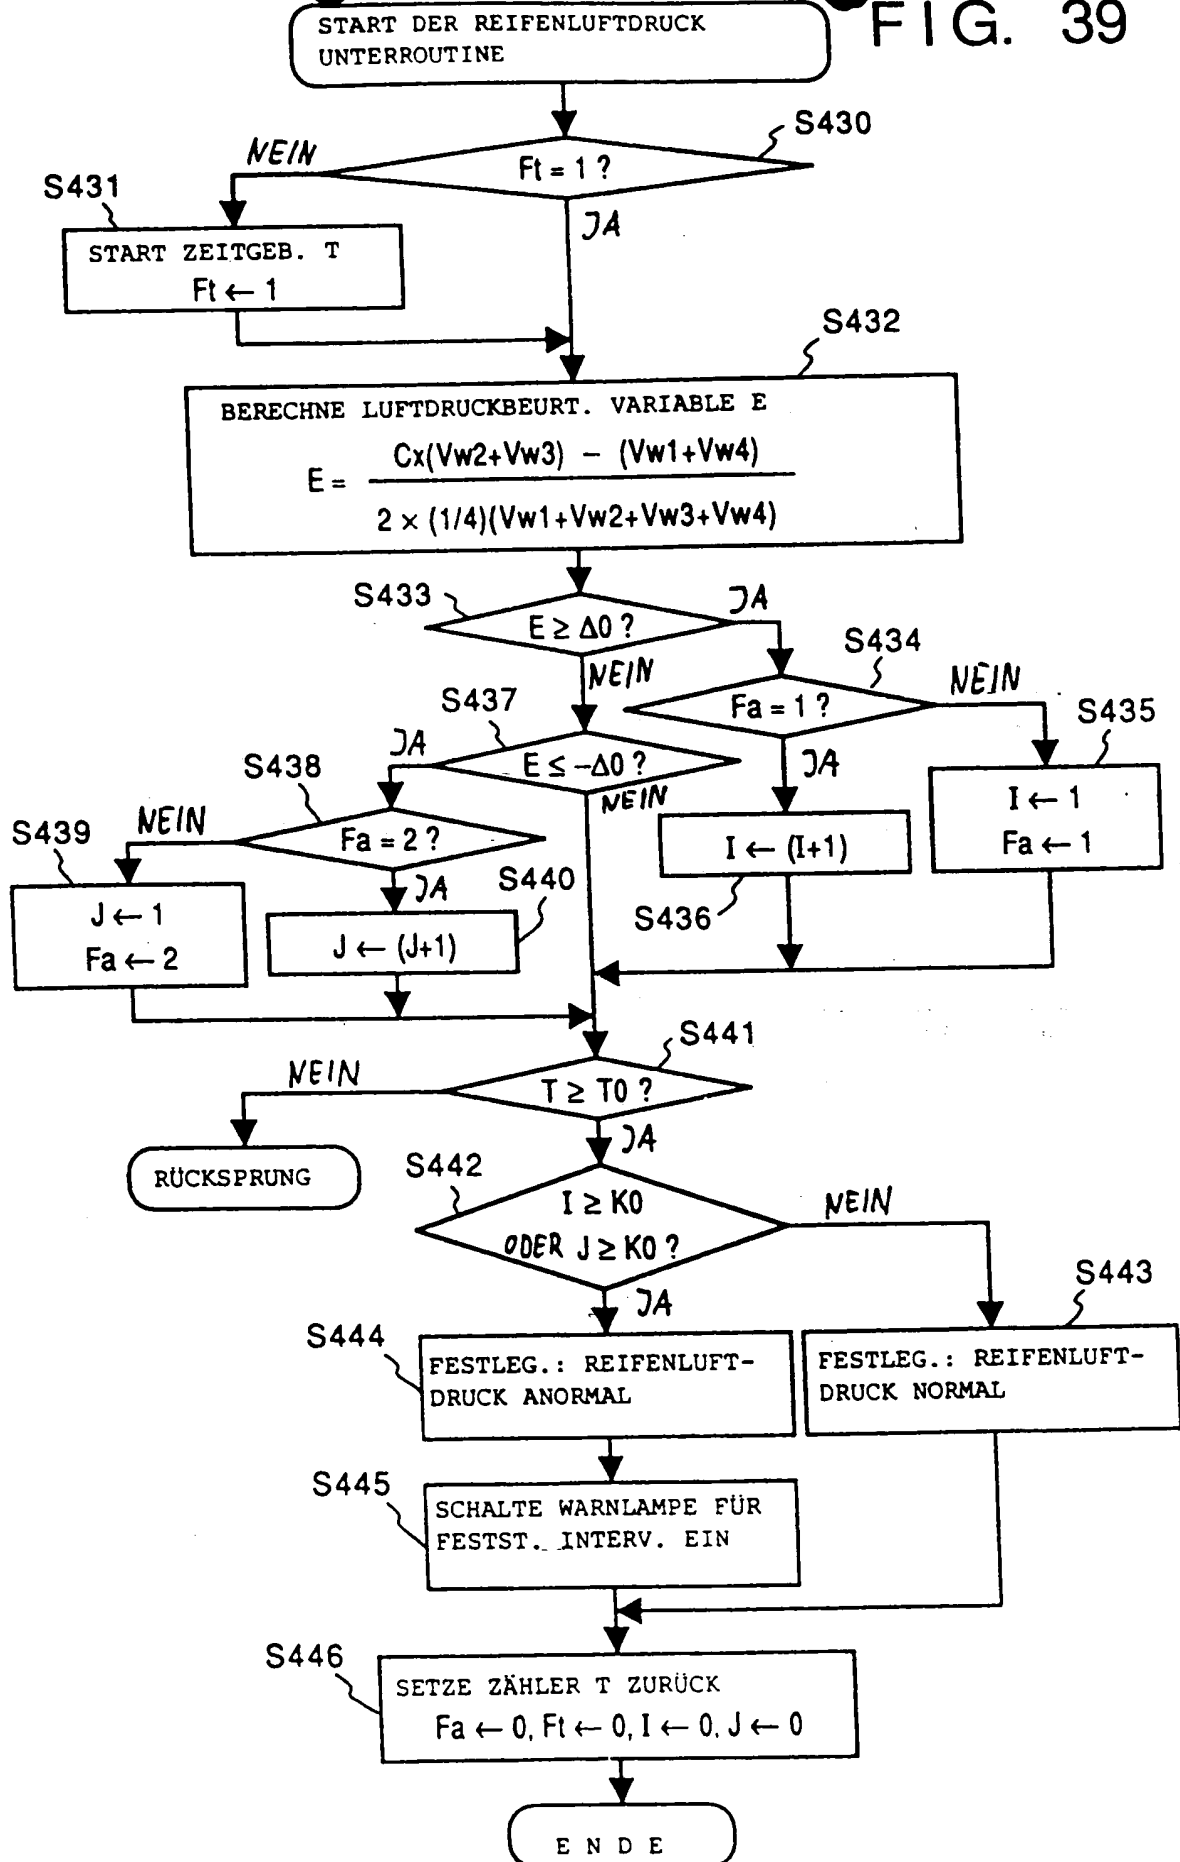 FIG. 39
START DER REIFENLUFTDRUCK
UNTERROUTINE
S430
NEIN
Ft = 1 ?
S431
JA
START ZEITGEB. T
Ft ← 1
S432
BERECHNE LUFTDRUCKBEURT. VARIABLE E
E = Cx(Vw2+Vw3) − (Vw1+Vw4)
2 × (1/4)(Vw1+Vw2+Vw3+Vw4)
S433
JA
E ≥ Δ0 ?
S434
NEIN
NEIN
S437
Fa = 1 ?
S435
JA
E ≤ −Δ0 ?
JA
S438
NEIN
I ← 1
Fa ← 1
NEIN
S439
Fa = 2 ?
I ← (I+1)
JA
S440
S436
J ← 1
Fa ← 2
J ← (J+1)
S441
NEIN
T ≥ T0 ?
JA
RÜCKSPRUNG
S442
I ≥ K0
ODER J ≥ K0 ?
NEIN
S443
JA
S444
FESTLEG.: REIFENLUFT-
DRUCK ANORMAL
FESTLEG.: REIFENLUFT-
DRUCK NORMAL
S445
SCHALTE WARNLAMPE FÜR
FESTST. INTERV. EIN
S446
SETZE ZÄHLER T ZURÜCK
Fa ← 0, Ft ← 0, I ← 0, J ← 0
E N D E